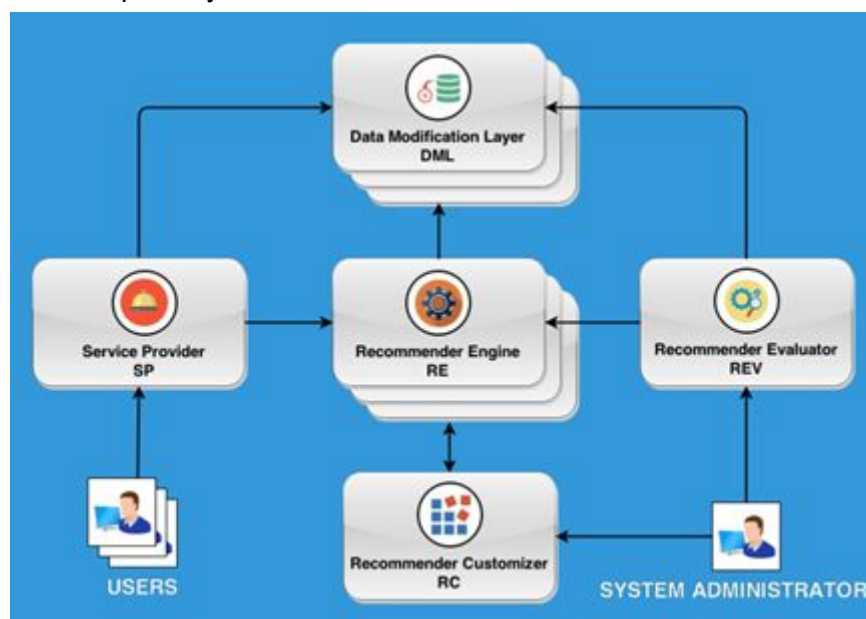 Data Modification Layer
DML
Service Provider
SP
Recommender Engine
RE
Recommender Evaluator
REV
USERS
Recommender Customizer
RC
SYSTEM ADMINISTRATOR